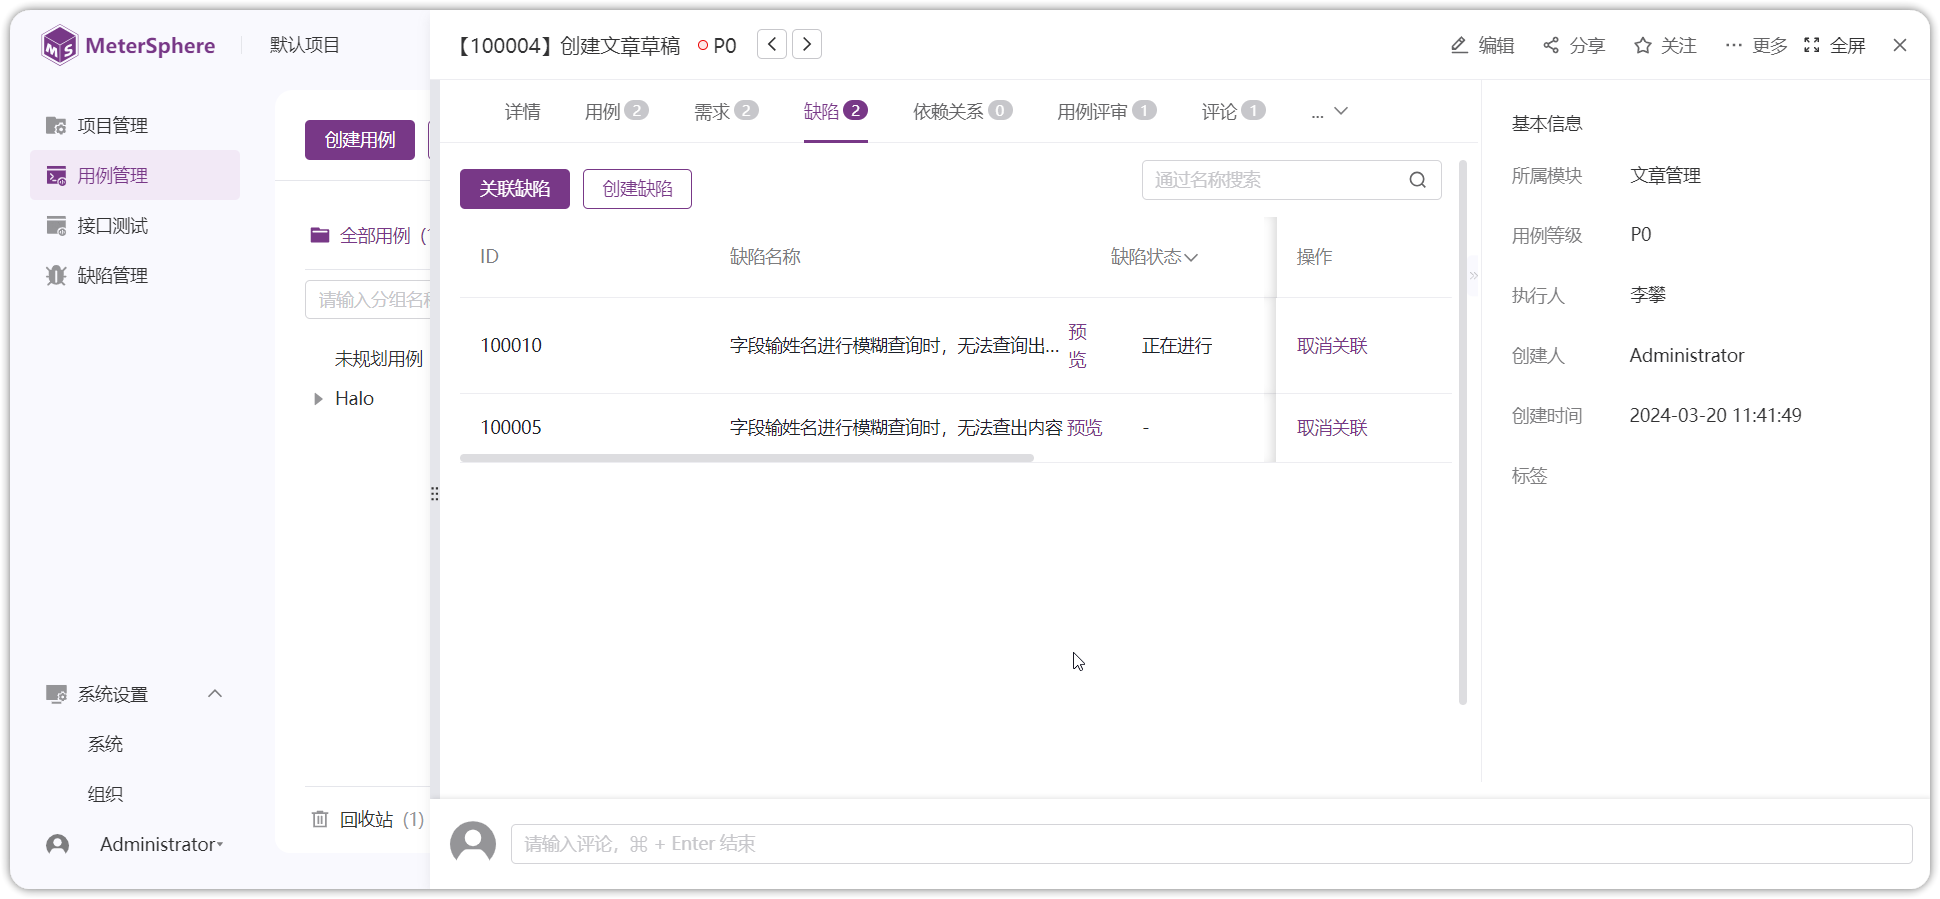 MeterSphere
默认项目
项目管理
用例管理
接口测试
缺陷管理
系统设置
系统
组织
Administrator
创建用例
全部用例
请输入分组名
未规划用例
Halo
回收站 (1)
【100004】创建文章草稿 P0
编辑 分享 关注 ··· 更多 全屏
详情 用例 2 需求 2 缺陷 2 依赖关系 0 用例评审 1 评论 1 ...
关联缺陷 创建缺陷 通过名称搜索
ID 缺陷名称 缺陷状态 操作
100010 字段输姓名进行模糊查询时，无法查询出... 预览 正在进行 取消关联
100005 字段输姓名进行模糊查询时，无法查出内容 预览 - 取消关联
基本信息
所属模块 文章管理
用例等级 P0
执行人 李攀
创建人 Administrator
创建时间 2024-03-20 11:41:49
标签
请输入评论，⌘ + Enter 结束